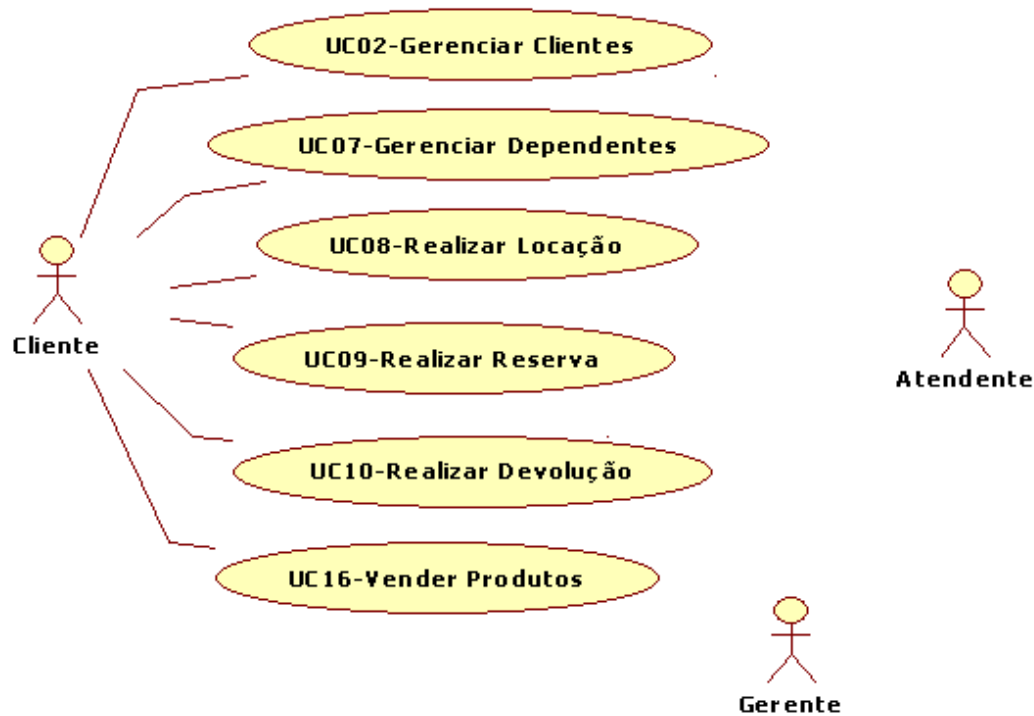 UC02-Gerenciar Clientes
UC07-Gerenciar Dependentes
UC08-Realizar Locação
Cliente
UC09-Realizar Reserva
Atendente
UC10-Realizar Devolução
UC16-Vender Produtos
Gerente